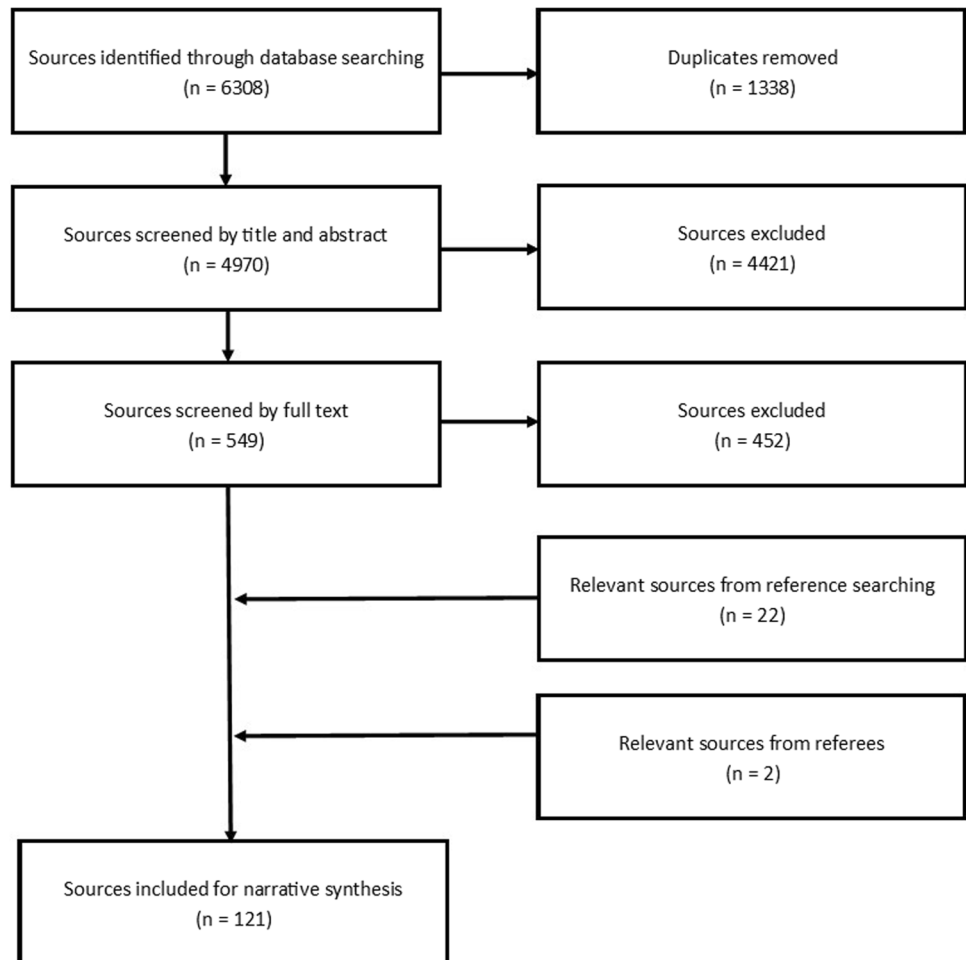 Sources identified through database searching
(n = 6308)
Duplicates removed
(n = 1338)
Sources screened by title and abstract
(n = 4970)
Sources excluded
(n = 4421)
Sources screened by full text
(n = 549)
Sources excluded
(n = 452)
Relevant sources from reference searching
(n = 22)
Relevant sources from referees
(n = 2)
Sources included for narrative synthesis
(n = 121)